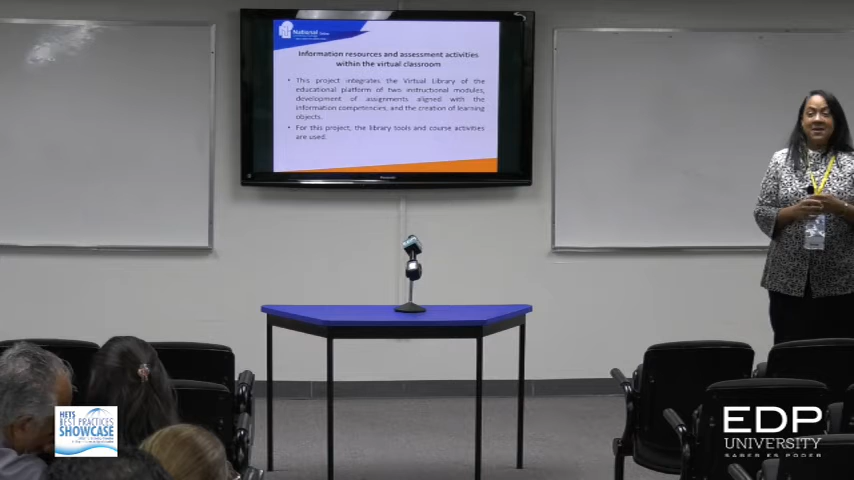 National
Information resources and assessment activities
within the virtual classroom
• This project integrates the Virtual Library of the
educational platform of two instructional modules,
development of assignments aligned with the
information competencies, and the creation of learning
objects.
• For this project, the library tools and course activities
are used.
Panasonic
HETS
BEST PRACTICES
SHOWCASE
EDP
UNIVERSITY
SABER ES PODER